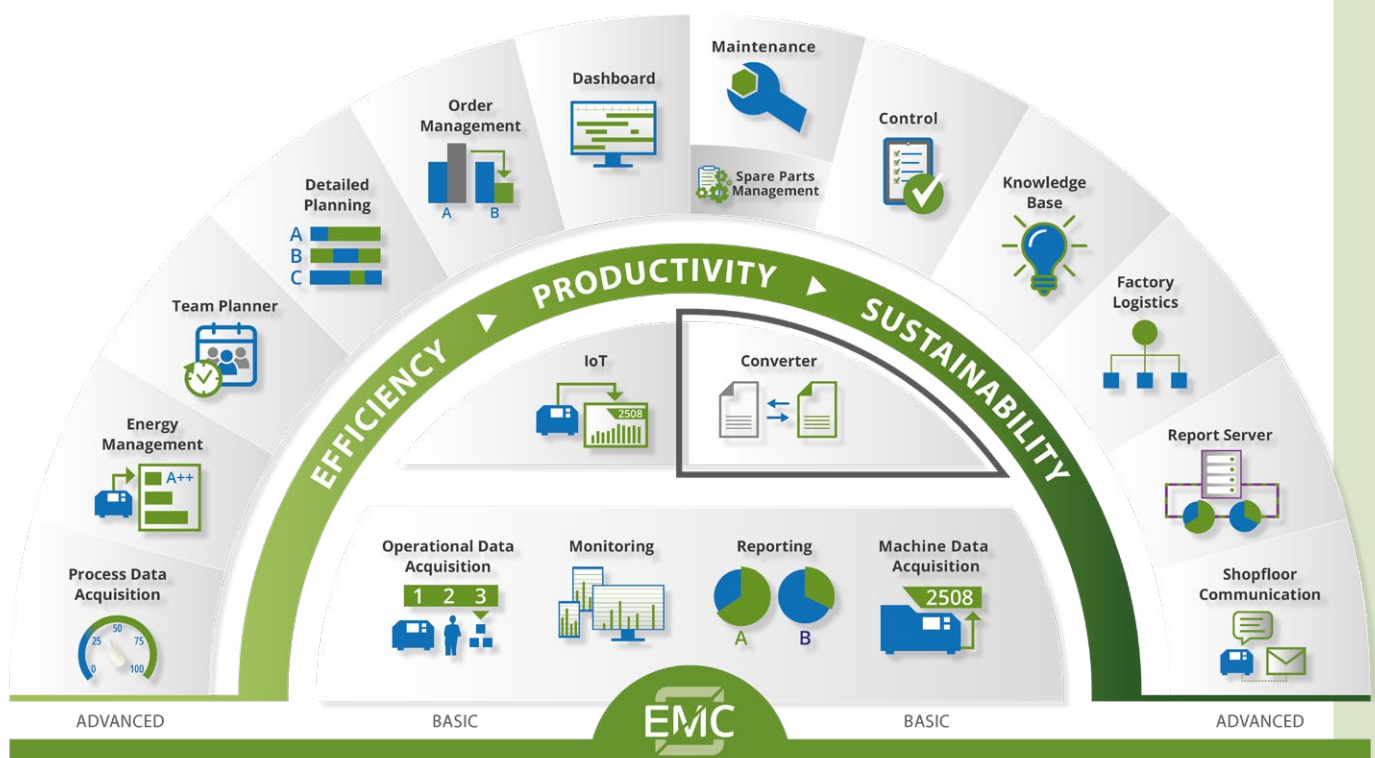 Maintenance
Dashboard
Order
Management
A
B
Control
Spare Parts
Management
Detailed
Planning
A
B
C
Knowledge
Base
Team Planner
Factory
Logistics
EFFICIENCY
PRODUCTIVITY
SUSTAINABILITY
IoT
2508
Converter
Energy
Management
A++
Report Server
Operational Data
Acquisition
1 2 3
Monitoring
Reporting
A
B
Machine Data
Acquisition
2508
Process Data
Acquisition
0
25
50
75
100
Shopfloor
Communication
ADVANCED
BASIC
EMC
BASIC
ADVANCED